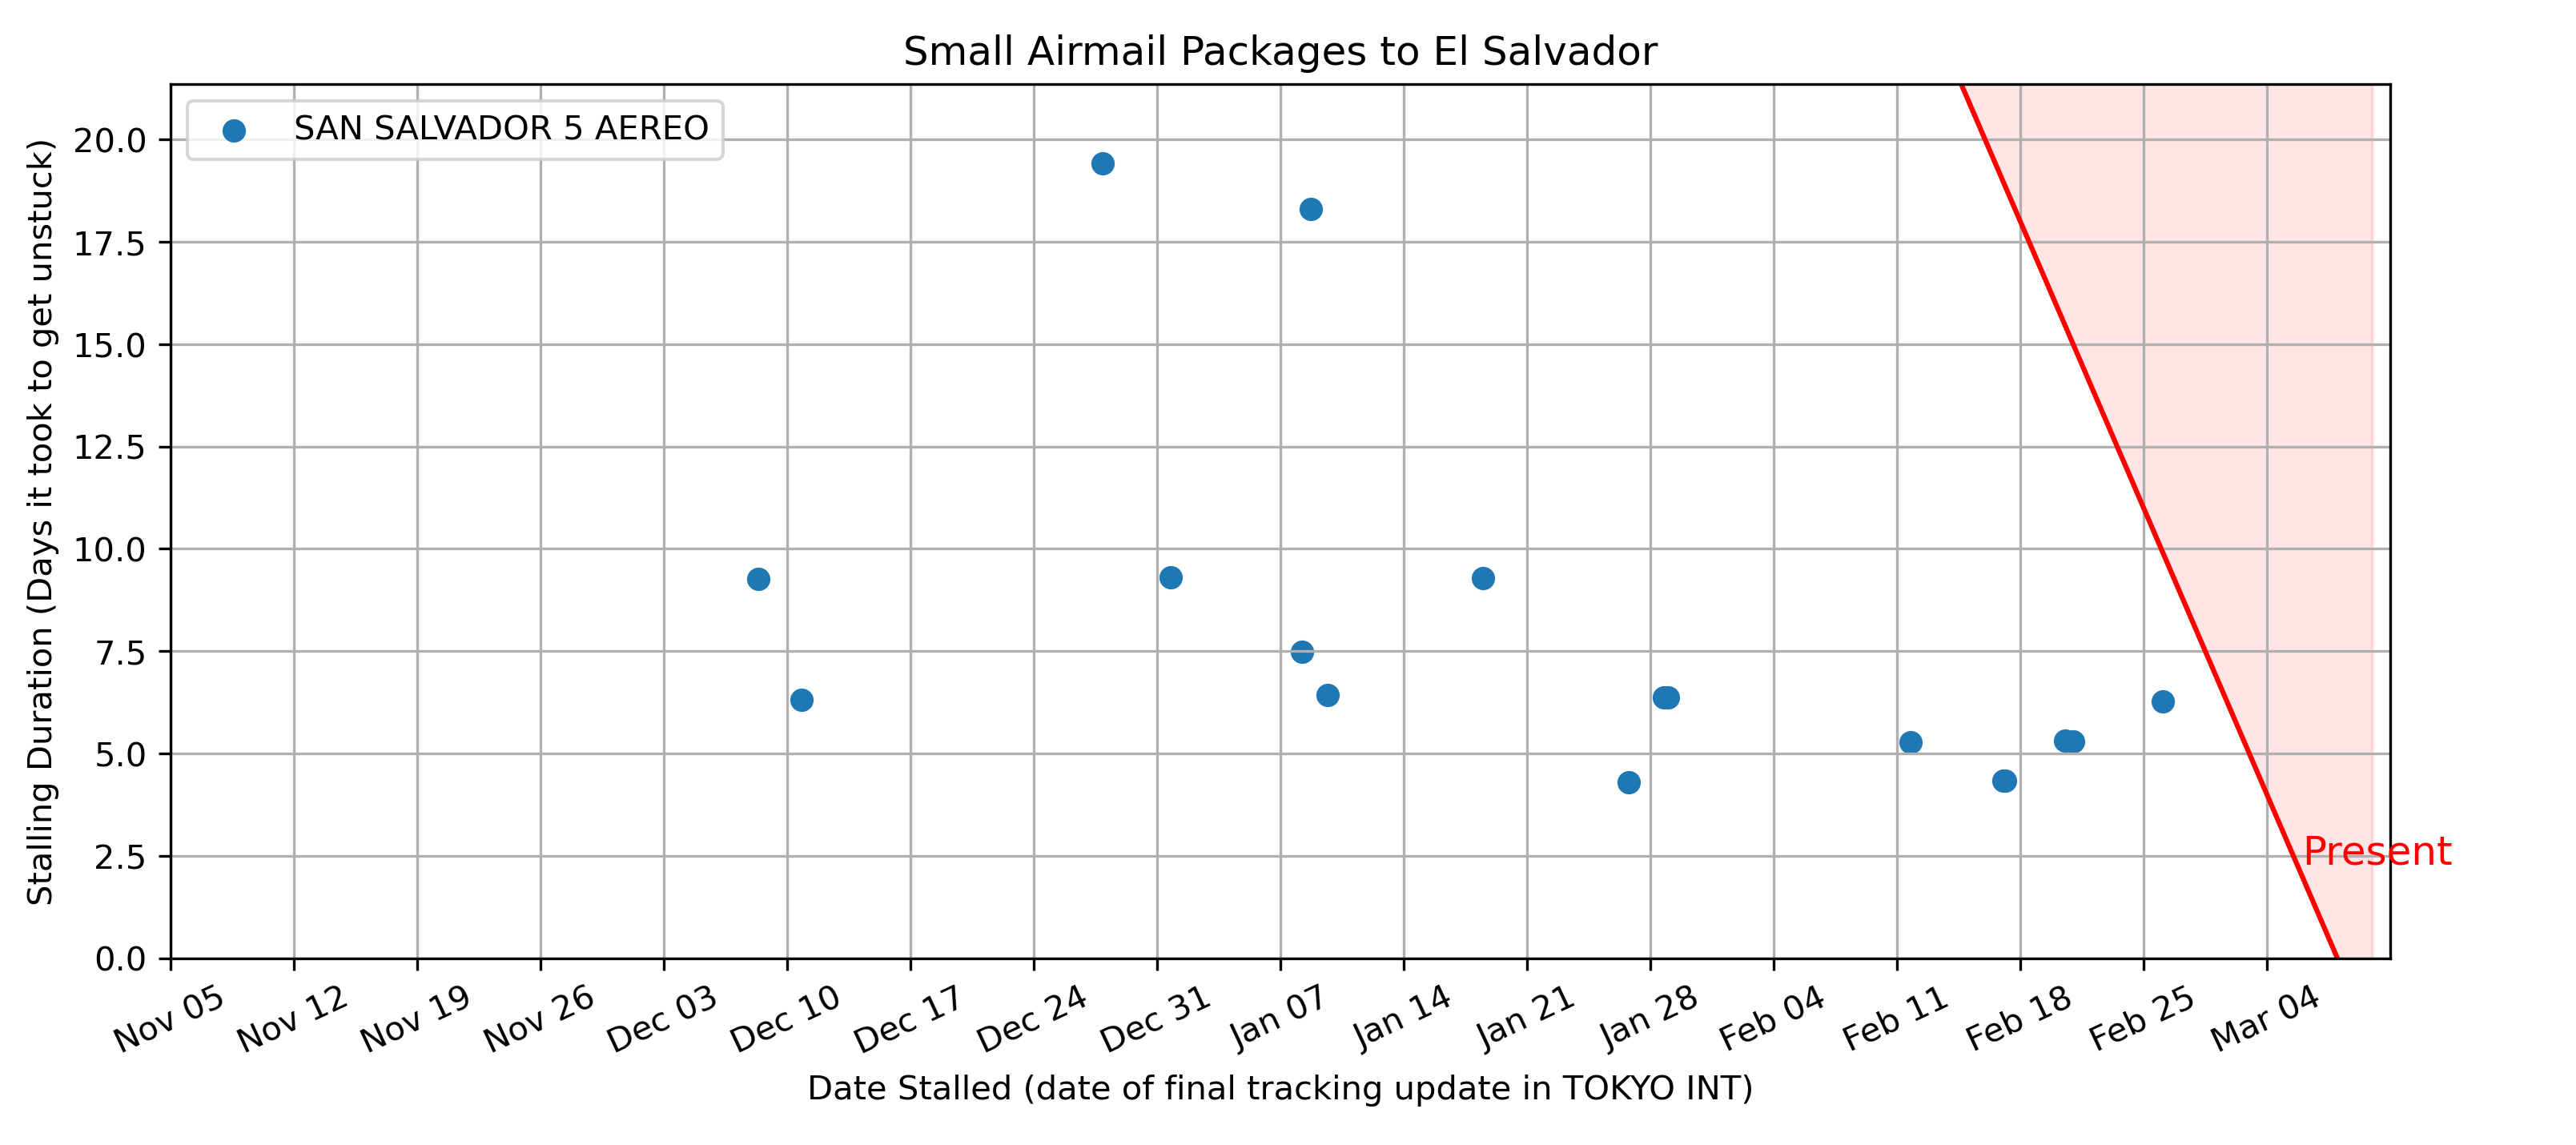 Small Airmail Packages to El Salvador
SAN SALVADOR 5 AEREO
Stalling Duration (Days it took to get unstuck)
20.0
17.5
15.0
12.5
10.0
7.5
5.0
2.5
0.0
Present
Nov 05
Nov 12
Nov 19
Nov 26
Dec 03
Dec 10
Dec 17
Dec 24
Dec 31
Jan 07
Jan 14
Jan 21
Jan 28
Feb 04
Feb 11
Feb 18
Feb 25
Mar 04
Date Stalled (date of final tracking update in TOKYO INT)